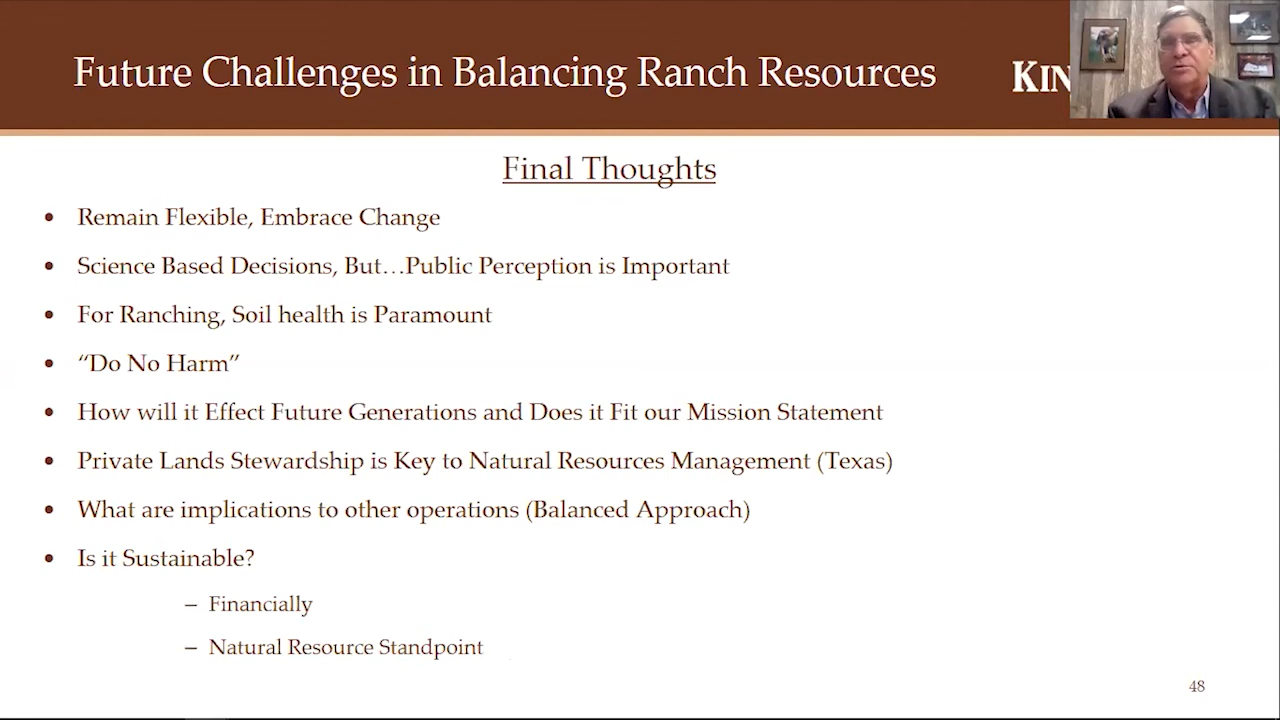 Future Challenges in Balancing Ranch Resources
Final Thoughts
• Remain Flexible, Embrace Change
• Science Based Decisions, But…Public Perception is Important
• For Ranching, Soil health is Paramount
• “Do No Harm”
• How will it Effect Future Generations and Does it Fit our Mission Statement
• Private Lands Stewardship is Key to Natural Resources Management (Texas)
• What are implications to other operations (Balanced Approach)
• Is it Sustainable?
– Financially
– Natural Resource Standpoint
48